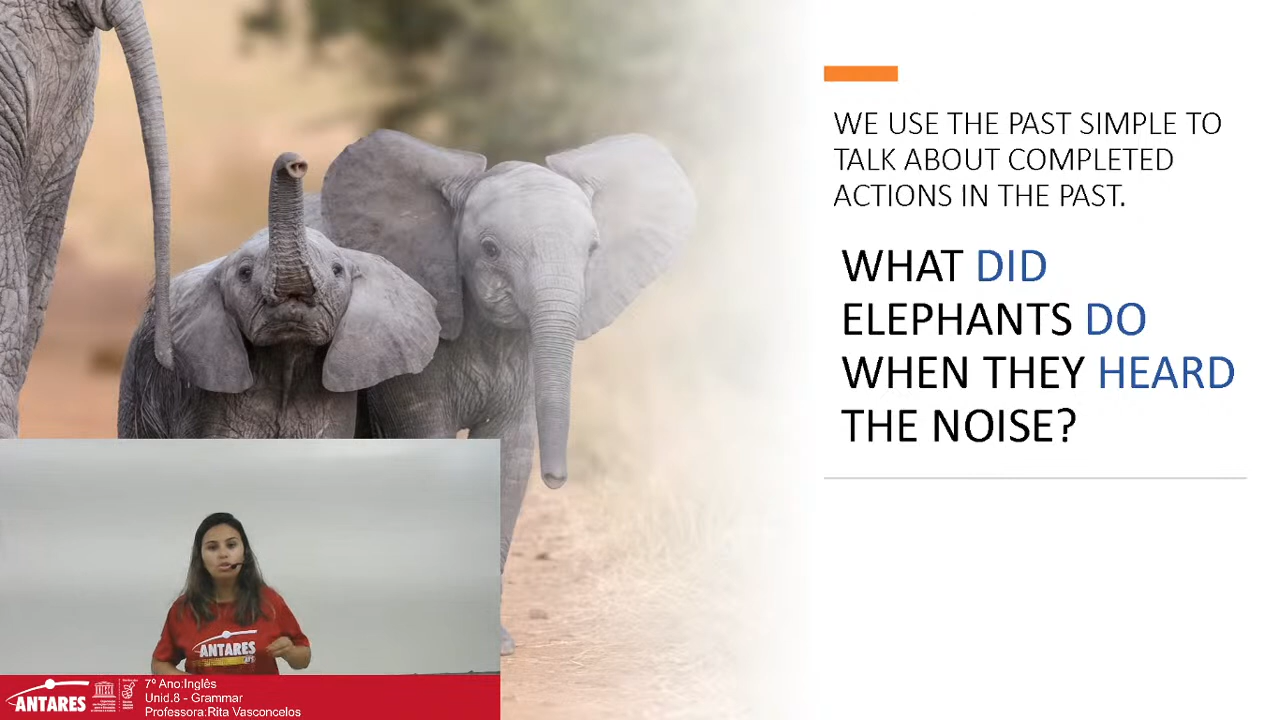 WE USE THE PAST SIMPLE TO
TALK ABOUT COMPLETED
ACTIONS IN THE PAST.
WHAT DID
ELEPHANTS DO
WHEN THEY HEARD
THE NOISE?
ANTARES
ANTARES
7º Ano:Inglês
Unid.8 - Grammar
Professora:Rita Vasconcelos